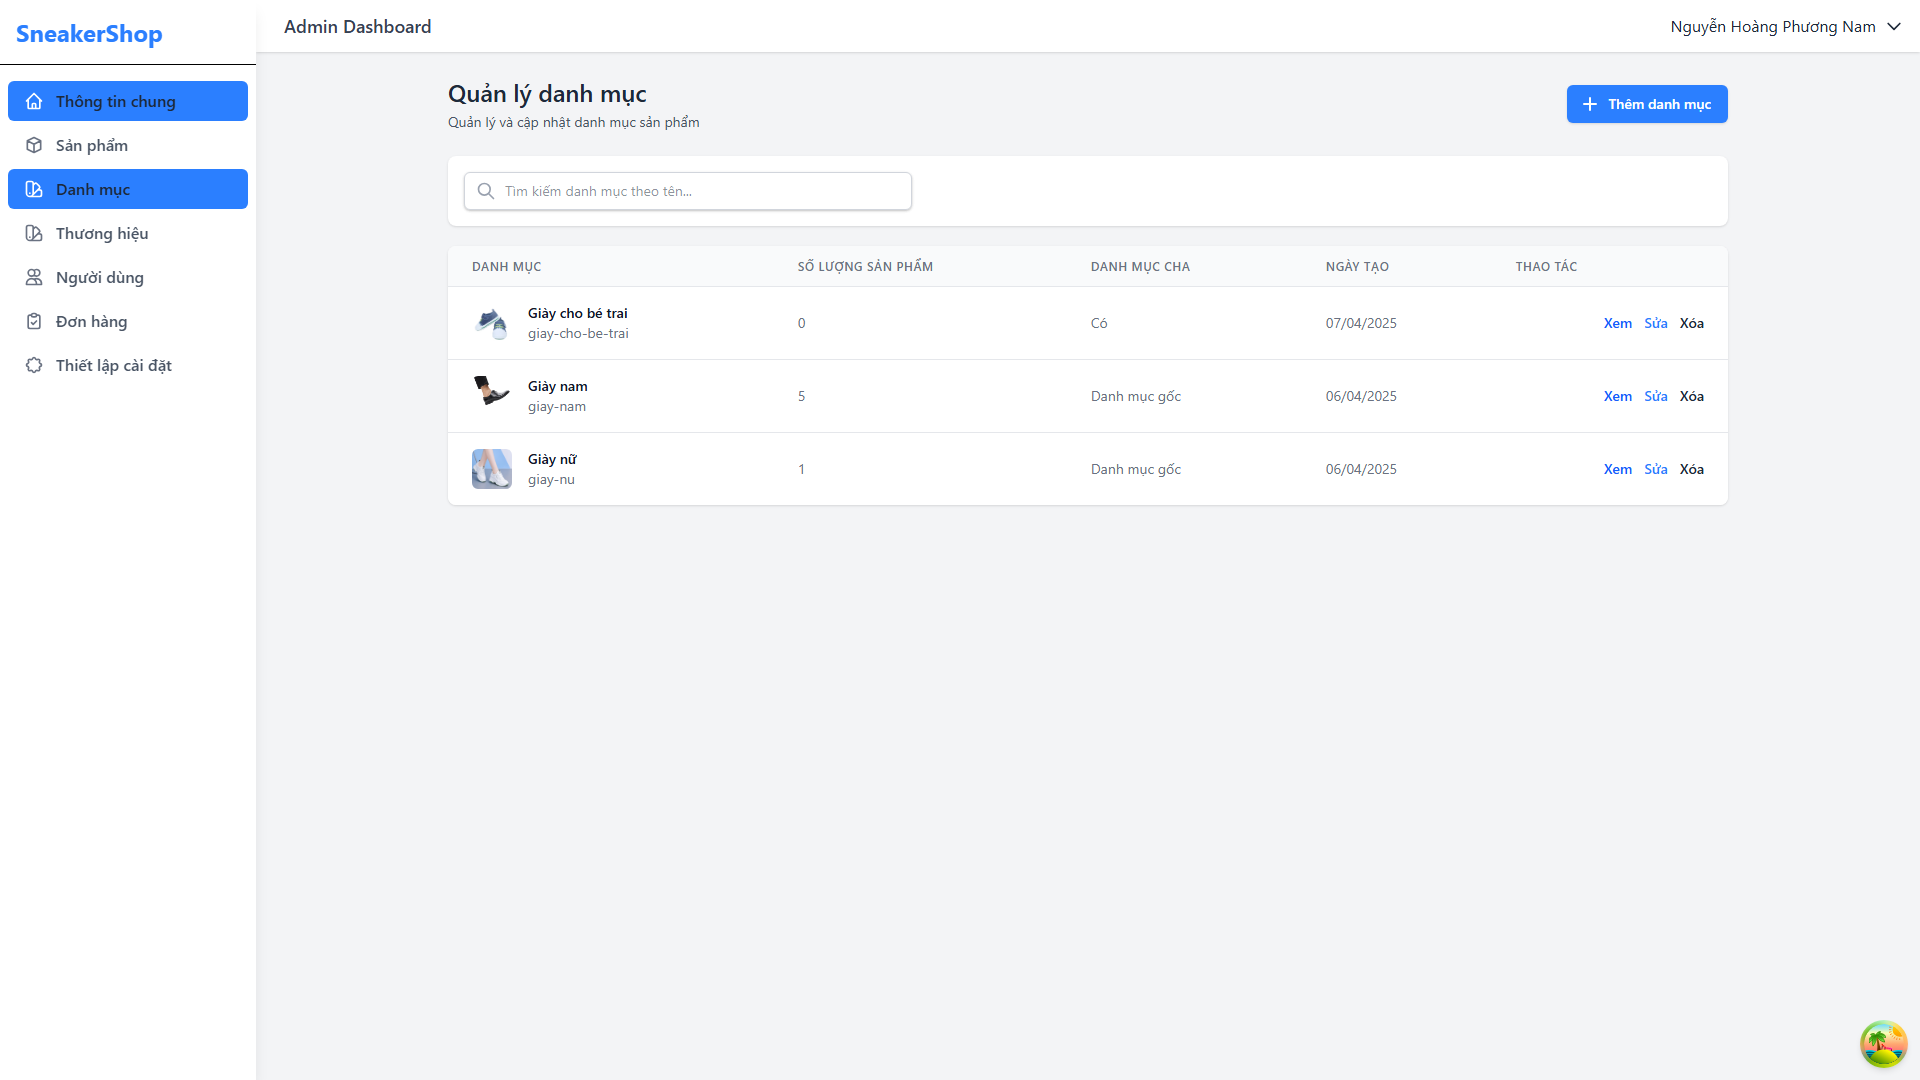 SneakerShop
Admin Dashboard
Nguyễn Hoàng Phương Nam
Thông tin chung
Sản phẩm
Danh mục
Thương hiệu
Người dùng
Đơn hàng
Thiết lập cài đặt
Quản lý danh mục
Quản lý và cập nhật danh mục sản phẩm
Thêm danh mục
Tìm kiếm danh mục theo tên...
DANH MỤC SỐ LƯỢNG SẢN PHẨM DANH MỤC CHA NGÀY TẠO THAO TÁC
Giày cho bé trai
giay-cho-be-trai
0 Có 07/04/2025 Xem Sửa Xóa
Giày nam
giay-nam
5 Danh mục gốc 06/04/2025 Xem Sửa Xóa
Giày nữ
giay-nu
1 Danh mục gốc 06/04/2025 Xem Sửa Xóa